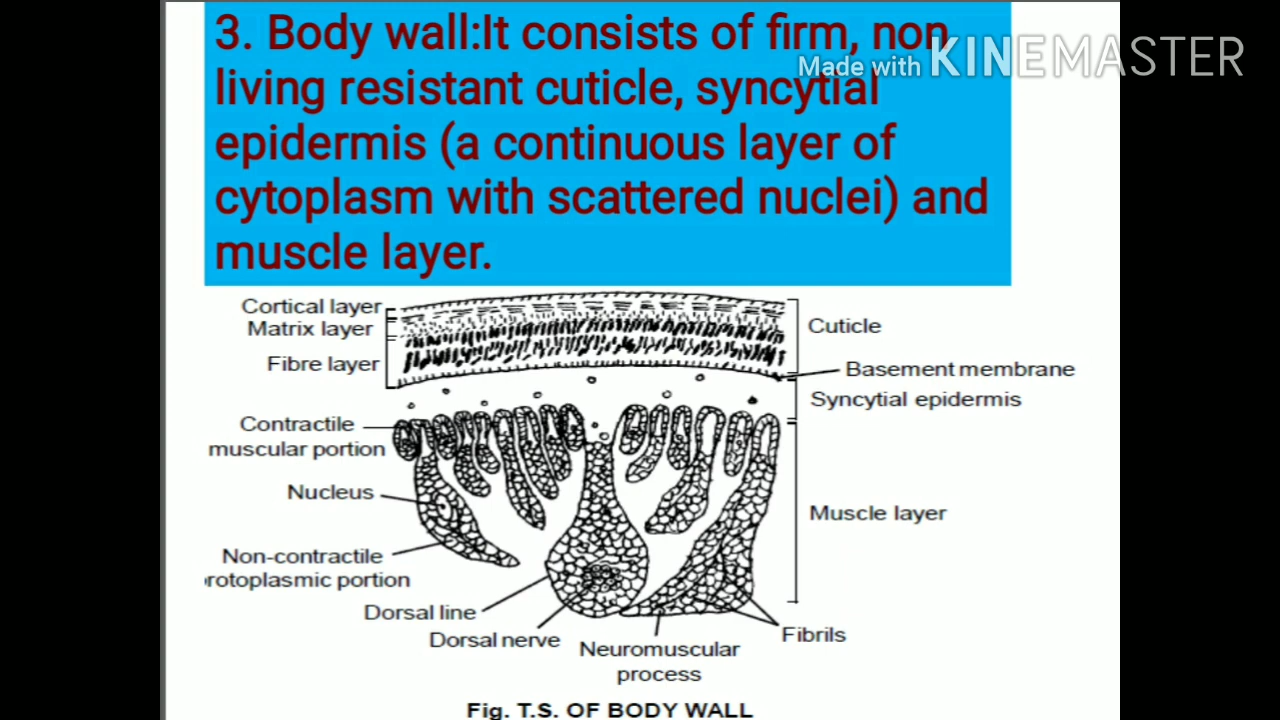 3. Body wall:It consists of firm, non
Made with KINEMASTER
living resistant cuticle, syncytial
epidermis (a continuous layer of
cytoplasm with scattered nuclei) and
muscle layer.
Cortical layer
Matrix layer
Cuticle
Fibre layer
Basement membrane
Syncytial epidermis
Contractile
muscular portion
Nucleus
Muscle layer
Non-contractile
rotoplasmic portion
Dorsal line
Dorsal nerve
Fibrils
Neuromuscular
process
Fig. T.S. OF BODY WALL